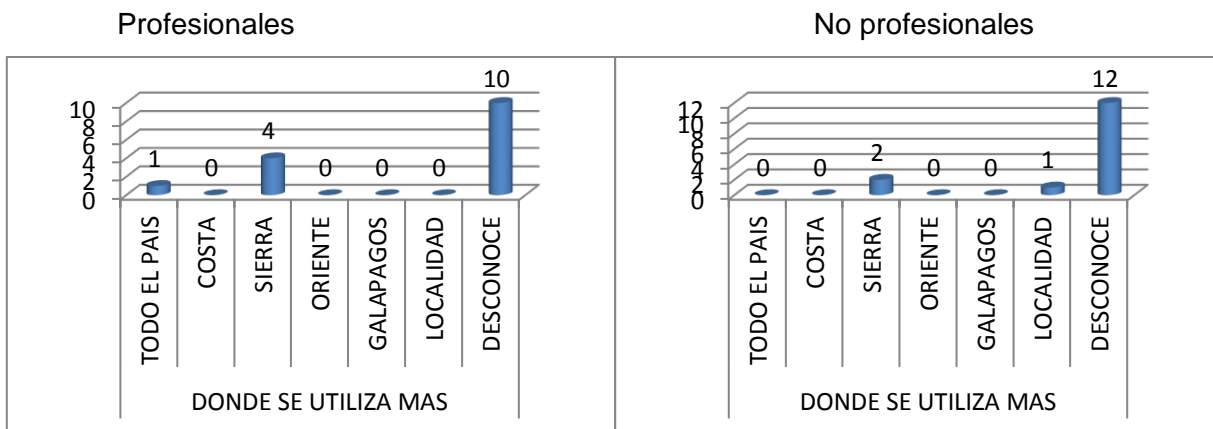 Profesionales
No profesionales
10
8
6
4
2
0
1
0
4
0
0
0
10
TODO EL PAIS
COSTA
SIERRA
ORIENTE
GALAPAGOS
LOCALIDAD
DESCONOCE
DONDE SE UTILIZA MAS
12
10
8
6
4
2
0
0
0
2
0
0
1
12
TODO EL PAIS
COSTA
SIERRA
ORIENTE
GALAPAGOS
LOCALIDAD
DESCONOCE
DONDE SE UTILIZA MAS